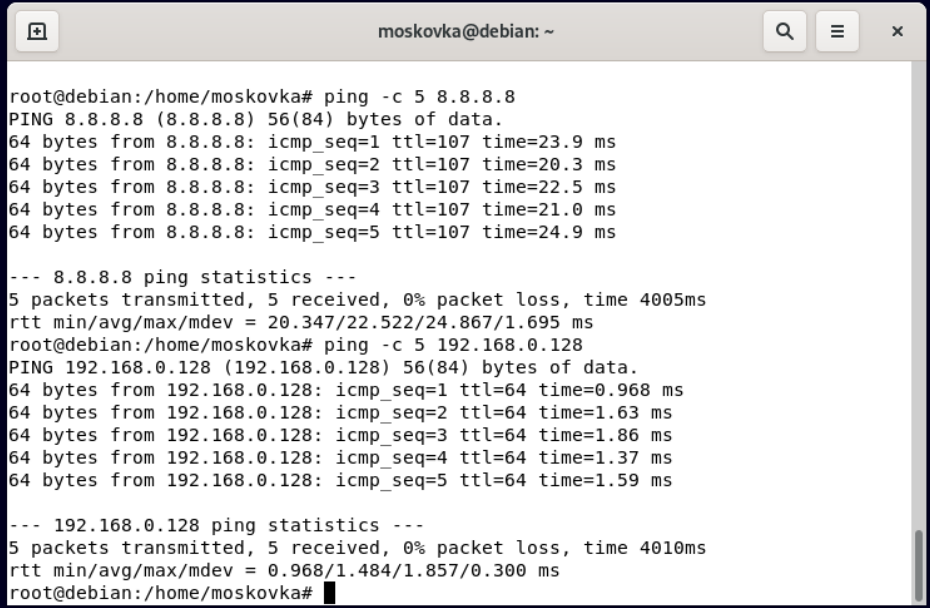 moskovka@debian: ~
root@debian:/home/moskovka# ping -c 5 8.8.8.8
PING 8.8.8.8 (8.8.8.8) 56(84) bytes of data.
64 bytes from 8.8.8.8: icmp_seq=1 ttl=107 time=23.9 ms
64 bytes from 8.8.8.8: icmp_seq=2 ttl=107 time=20.3 ms
64 bytes from 8.8.8.8: icmp_seq=3 ttl=107 time=22.5 ms
64 bytes from 8.8.8.8: icmp_seq=4 ttl=107 time=21.0 ms
64 bytes from 8.8.8.8: icmp_seq=5 ttl=107 time=24.9 ms
--- 8.8.8.8 ping statistics ---
5 packets transmitted, 5 received, 0% packet loss, time 4005ms
rtt min/avg/max/mdev = 20.347/22.522/24.867/1.695 ms
root@debian:/home/moskovka# ping -c 5 192.168.0.128
PING 192.168.0.128 (192.168.0.128) 56(84) bytes of data.
64 bytes from 192.168.0.128: icmp_seq=1 ttl=64 time=0.968 ms
64 bytes from 192.168.0.128: icmp_seq=2 ttl=64 time=1.63 ms
64 bytes from 192.168.0.128: icmp_seq=3 ttl=64 time=1.86 ms
64 bytes from 192.168.0.128: icmp_seq=4 ttl=64 time=1.37 ms
64 bytes from 192.168.0.128: icmp_seq=5 ttl=64 time=1.59 ms
--- 192.168.0.128 ping statistics ---
5 packets transmitted, 5 received, 0% packet loss, time 4010ms
rtt min/avg/max/mdev = 0.968/1.484/1.857/0.300 ms
root@debian:/home/moskovka#